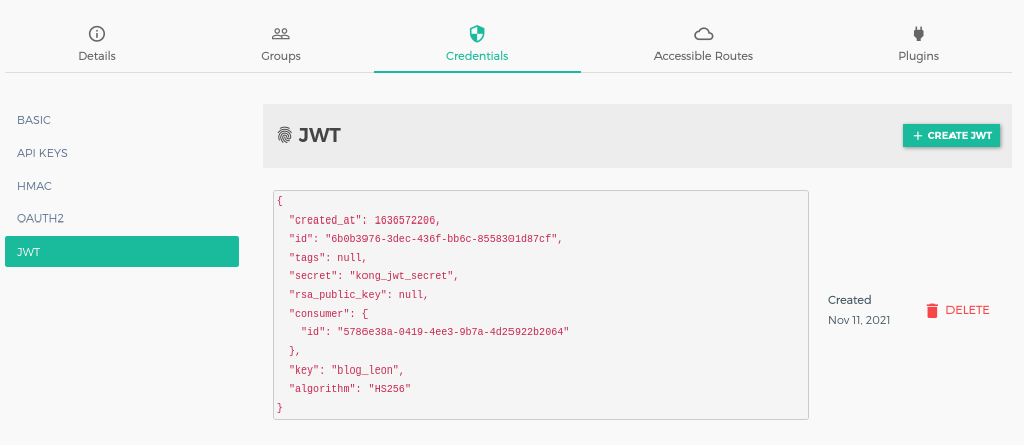 Details
Groups
Credentials
Accessible Routes
Plugins
BASIC
API KEYS
HMAC
OAUTH2
JWT
JWT
+ CREATE JWT
{
"created_at": 1636572206,
"id": "6b0b3976-3dec-436f-bb6c-8558301d87cf",
"tags": null,
"secret": "kong_jwt_secret",
"rsa_public_key": null,
"consumer": {
"id": "5786e38a-0419-4ee3-9b7a-4d25922b2064"
},
"key": "blog_leon",
"algorithm": "HS256"
}
Created
Nov 11, 2021
DELETE